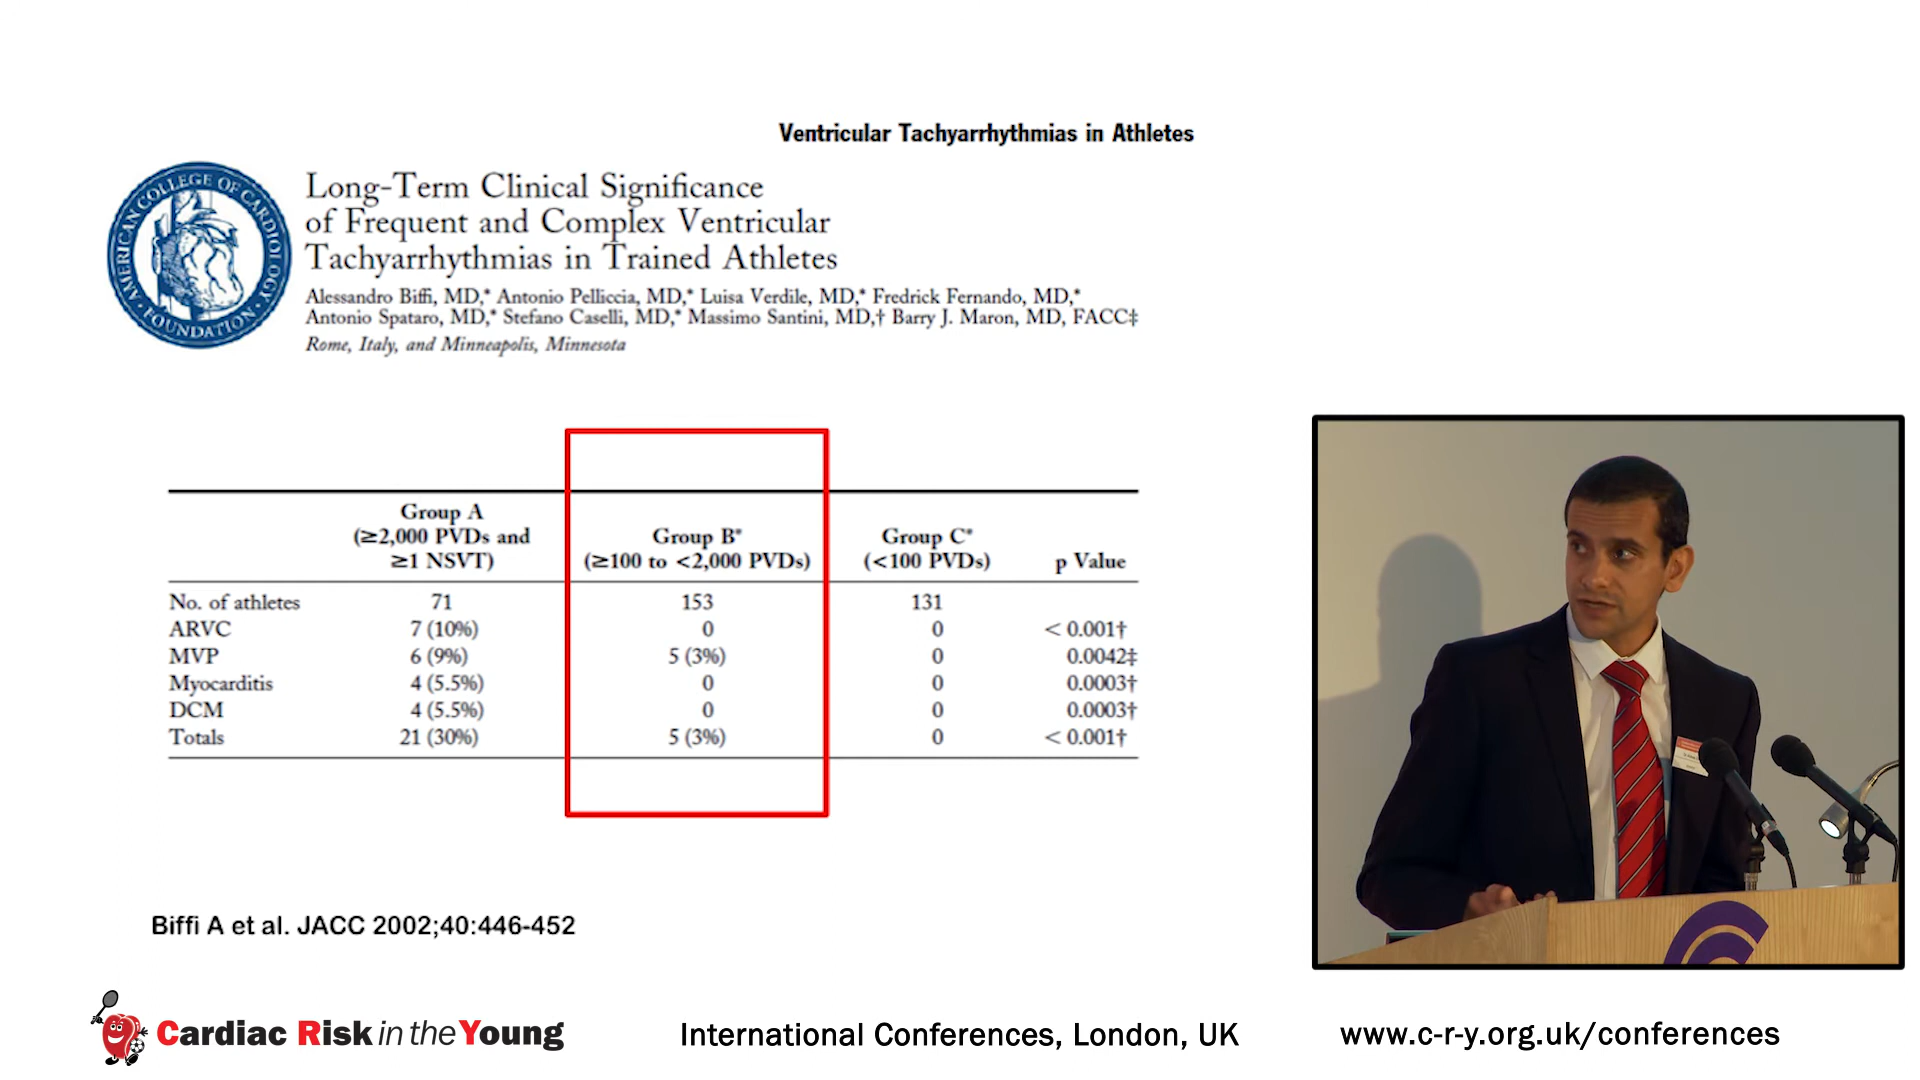 Ventricular Tachyarrhythmias in Athletes
AMERICAN COLLEGE OF CARDIOLOGY
FOUNDATION
Long-Term Clinical Significance
of Frequent and Complex Ventricular
Tachyarrhythmias in Trained Athletes
Alessandro Biffi, MD,* Antonio Pelliccia, MD,* Luisa Verdile, MD,* Fredrick Fernando, MD,*
Antonio Spataro, MD,* Stefano Caselli, MD,* Massimo Santini, MD,† Barry J. Maron, MD, FACC‡
Rome, Italy, and Minneapolis, Minnesota
Group A
(≥2,000 PVDs and
≥1 NSVT) Group B* (≥100 to <2,000 PVDs) Group C* (<100 PVDs) p Value
No. of athletes 71 153 131
ARVC 7 (10%) 0 0 < 0.001†
MVP 6 (9%) 5 (3%) 0 0.0042‡
Myocarditis 4 (5.5%) 0 0 0.0003†
DCM 4 (5.5%) 0 0 0.0003†
Totals 21 (30%) 5 (3%) 0 < 0.001†
Biffi A et al. JACC 2002;40:446-452
Cardiac Risk in the Young
International Conferences, London, UK
www.c-r-y.org.uk/conferences